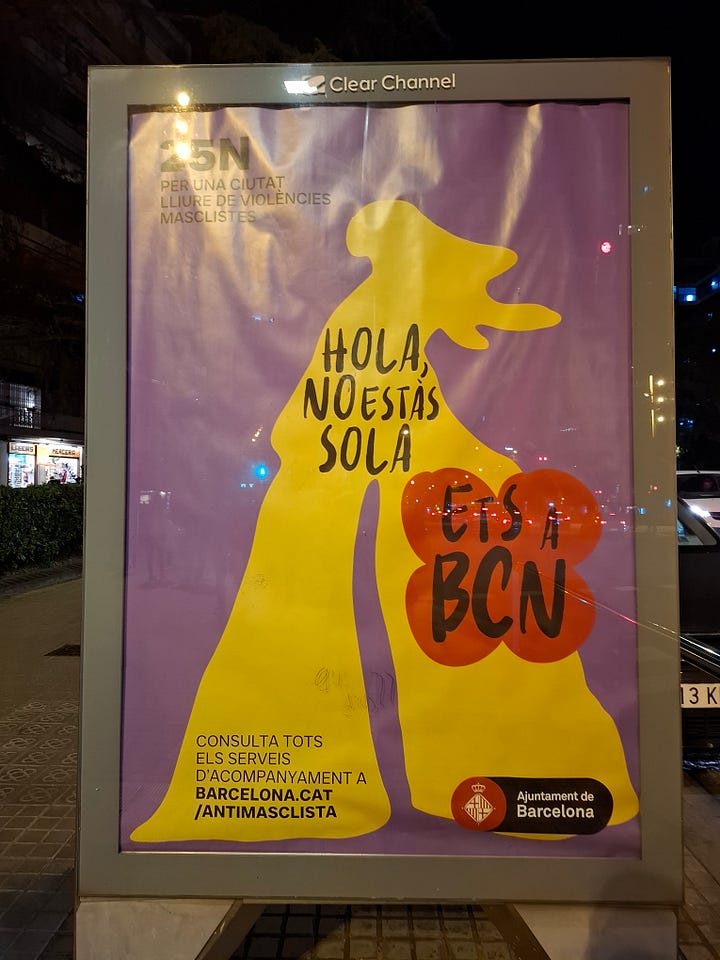 Clear Channel
25N
PER UNA CIUTAT
LLIURE DE VIOLÈNCIES
MASCLISTES
HOLA,
NO ESTÀS
SOLA
ETS A
BCN
CONSULTA TOTS
ELS SERVEIS
D'ACOMPANYAMENT A
BARCELONA.CAT
/ANTIMASCLISTA
Ajuntament de
Barcelona
13 K